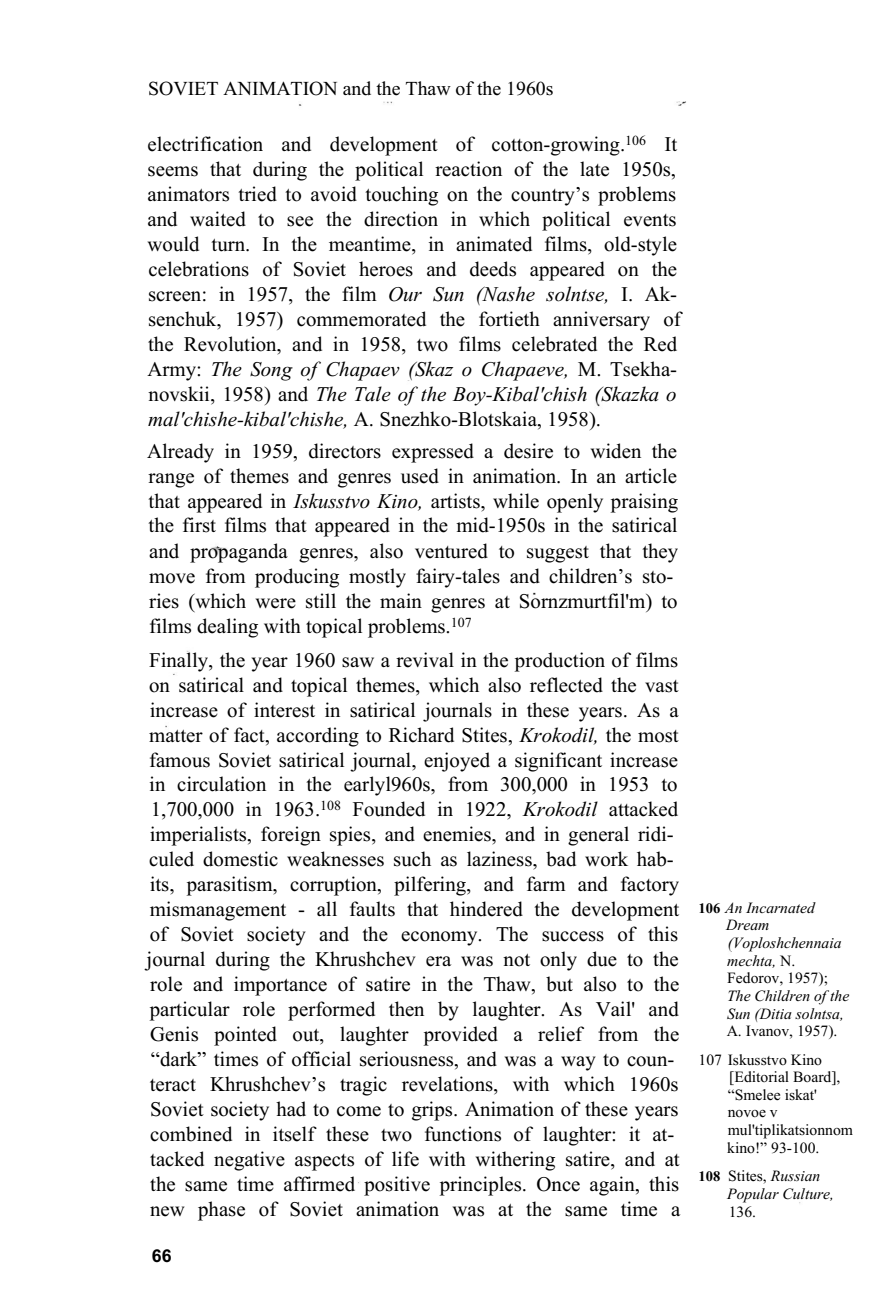 SOVIET ANIMATION and the Thaw of the 1960s
electrification and development of cotton-growing.106 It
seems that during the political reaction of the late 1950s,
animators tried to avoid touching on the country’s problems
and waited to see the direction in which political events
would turn. In the meantime, in animated films, old-style
celebrations of Soviet heroes and deeds appeared on the
screen: in 1957, the film Our Sun (Nashe solntse, I. Ak-
senchuk, 1957) commemorated the fortieth anniversary of
the Revolution, and in 1958, two films celebrated the Red
Army: The Song of Chapaev (Skaz o Chapaeve, M. Tsekha-
novskii, 1958) and The Tale of the Boy-Kibal'chish (Skazka o
mal'chishe-kibal'chishe, A. Snezhko-Blotskaia, 1958).
Already in 1959, directors expressed a desire to widen the
range of themes and genres used in animation. In an article
that appeared in Iskusstvo Kino, artists, while openly praising
the first films that appeared in the mid-1950s in the satirical
and propaganda genres, also ventured to suggest that they
move from producing mostly fairy-tales and children’s sto-
ries (which were still the main genres at Sornzmurtfil'm) to
films dealing with topical problems.107
Finally, the year 1960 saw a revival in the production of films
on satirical and topical themes, which also reflected the vast
increase of interest in satirical journals in these years. As a
matter of fact, according to Richard Stites, Krokodil, the most
famous Soviet satirical journal, enjoyed a significant increase
in circulation in the earlyl960s, from 300,000 in 1953 to
1,700,000 in 1963.108 Founded in 1922, Krokodil attacked
imperialists, foreign spies, and enemies, and in general ridi-
culed domestic weaknesses such as laziness, bad work hab-
its, parasitism, corruption, pilfering, and farm and factory
mismanagement - all faults that hindered the development
of Soviet society and the economy. The success of this
journal during the Khrushchev era was not only due to the
role and importance of satire in the Thaw, but also to the
particular role performed then by laughter. As Vail' and
Genis pointed out, laughter provided a relief from the
“dark” times of official seriousness, and was a way to coun-
teract Khrushchev’s tragic revelations, with which 1960s
Soviet society had to come to grips. Animation of these years
combined in itself these two functions of laughter: it at-
tacked negative aspects of life with withering satire, and at
the same time affirmed positive principles. Once again, this
new phase of Soviet animation was at the same time a
106 An Incarnated
Dream
(Voploshchennaia
mechta, N.
Fedorov, 1957);
The Children of the
Sun (Ditia solntsa,
A. Ivanov, 1957).
107 Iskusstvo Kino
[Editorial Board],
“Smelee iskat'
novoe v
mul'tiplikatsionnom
kino!” 93-100.
108 Stites, Russian
Popular Culture,
136.
66